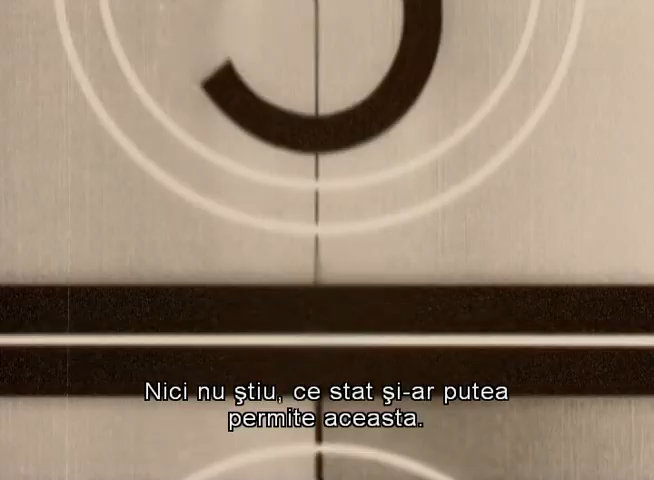 Nici nu ştiu, ce stat şi-ar putea
permite aceasta.